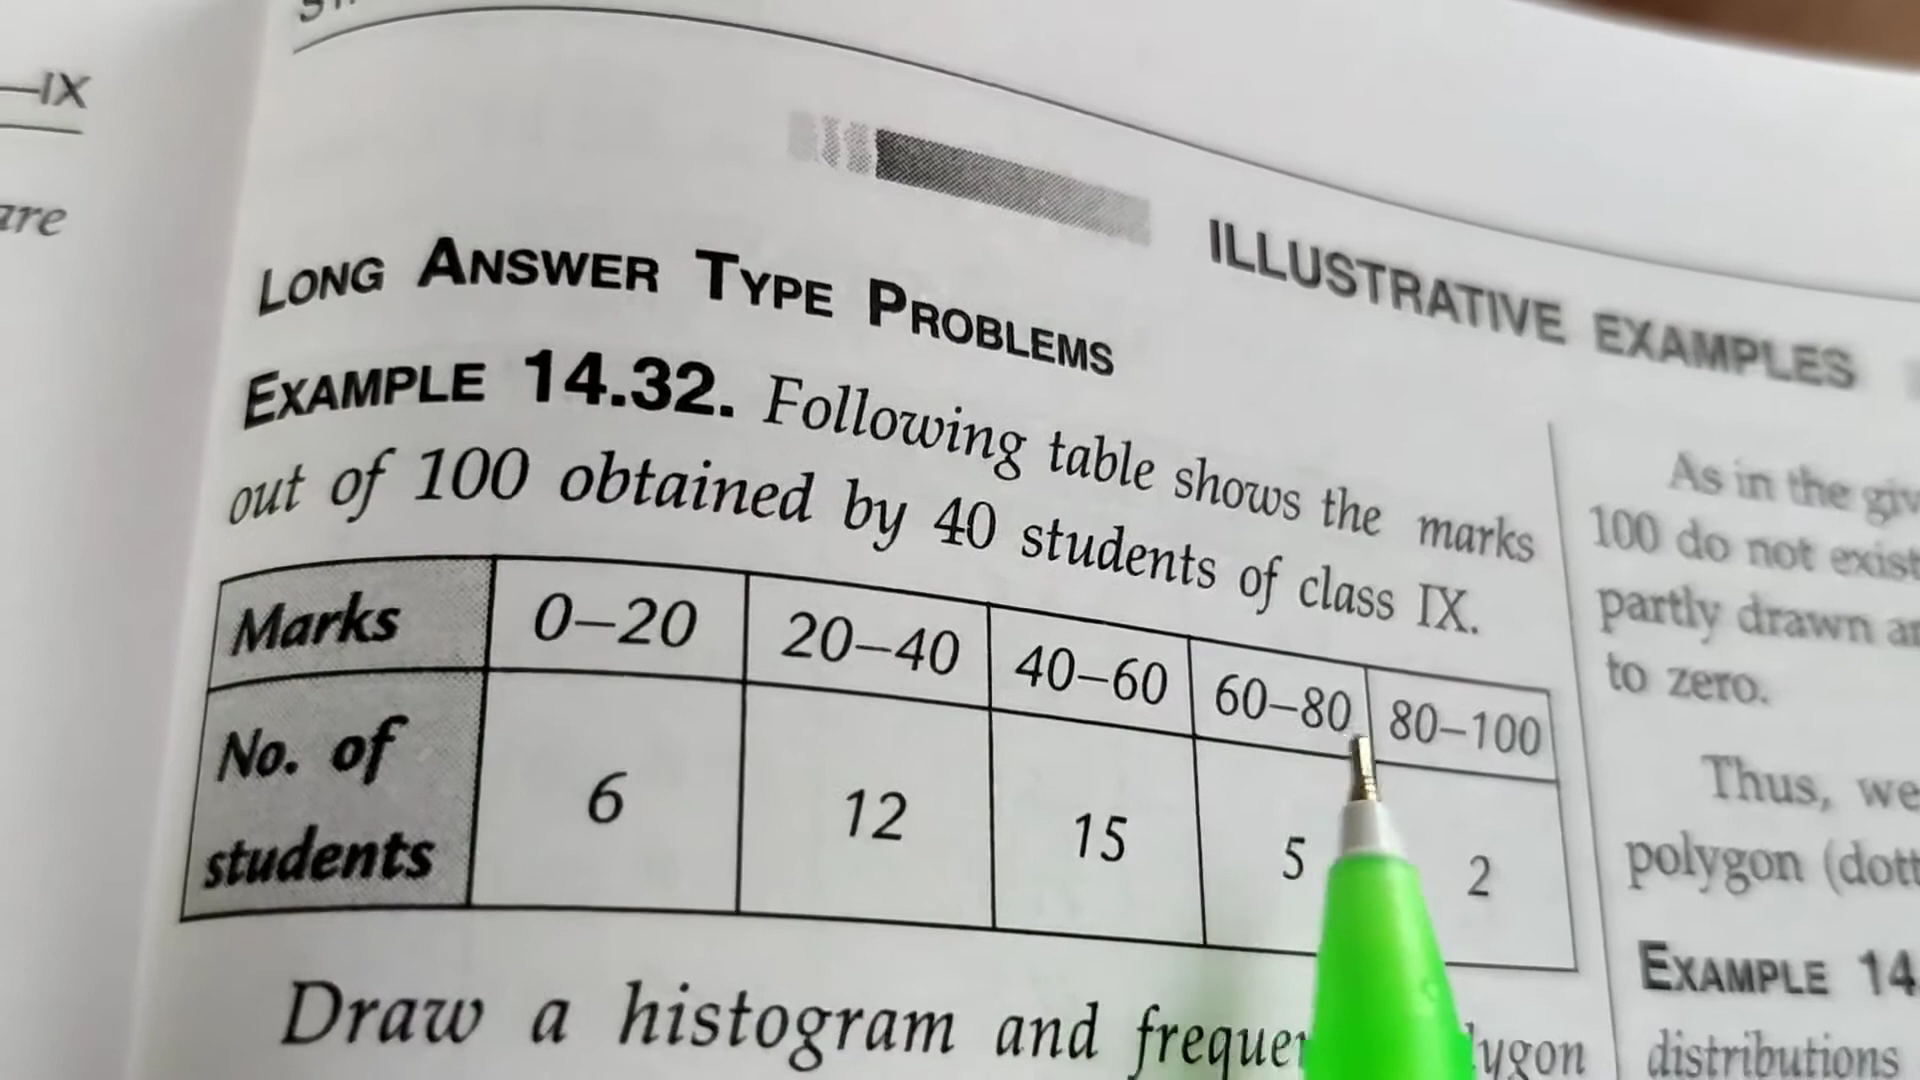 —IX
are
ILLUSTRATIVE EXAMPLES
LONG ANSWER TYPE PROBLEMS
EXAMPLE 14.32. Following table shows the marks
out of 100 obtained by 40 students of class IX.
Marks 0–20 20–40 40–60 60–80 80–100
No. of
students 6 12 15 5 2
Draw a histogram and
As in the
100 do not exist
partly drawn
to zero.
Thus, we
polygon
EXAMPLE 14
distributions